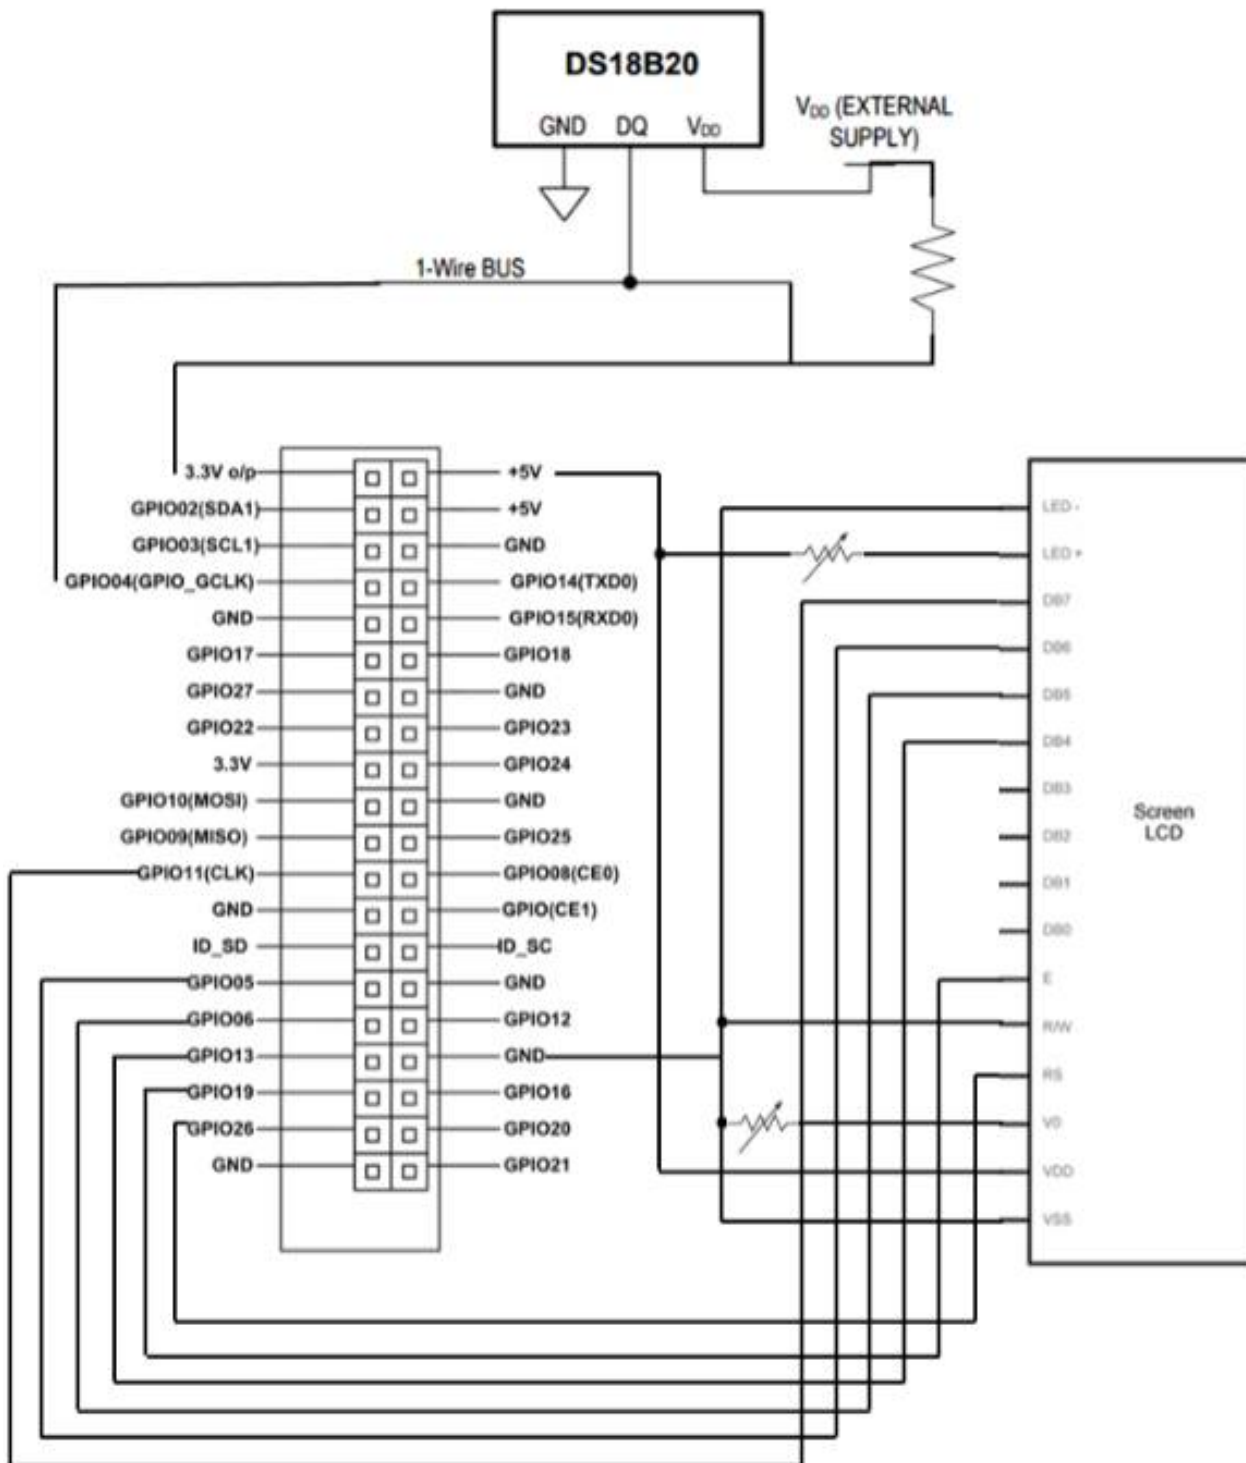 DS18B20
GND DQ VDD
VDD (EXTERNAL
SUPPLY)
1-Wire BUS
3.3V o/p +5V
GPIO02(SDA1) +5V
GPIO03(SCL1) GND
GPIO04(GPIO_GCLK) GPIO14(TXD0)
GND GPIO15(RXD0)
GPIO17 GPIO18
GPIO27 GND
GPIO22 GPIO23
3.3V GPIO24
GPIO10(MOSI) GND
GPIO09(MISO) GPIO25
GPIO11(CLK) GPIO08(CE0)
GND GPIO(CE1)
ID_SD ID_SC
GPIO05 GND
GPIO06 GPIO12
GPIO13 GND
GPIO19 GPIO16
GPIO26 GPIO20
GND GPIO21
LED -
LED +
DB7
DB6
DB5
DB4
DB3
DB2
DB1
DB0
E
R/W
RS
V0
VDD
VSS
Screen
LCD